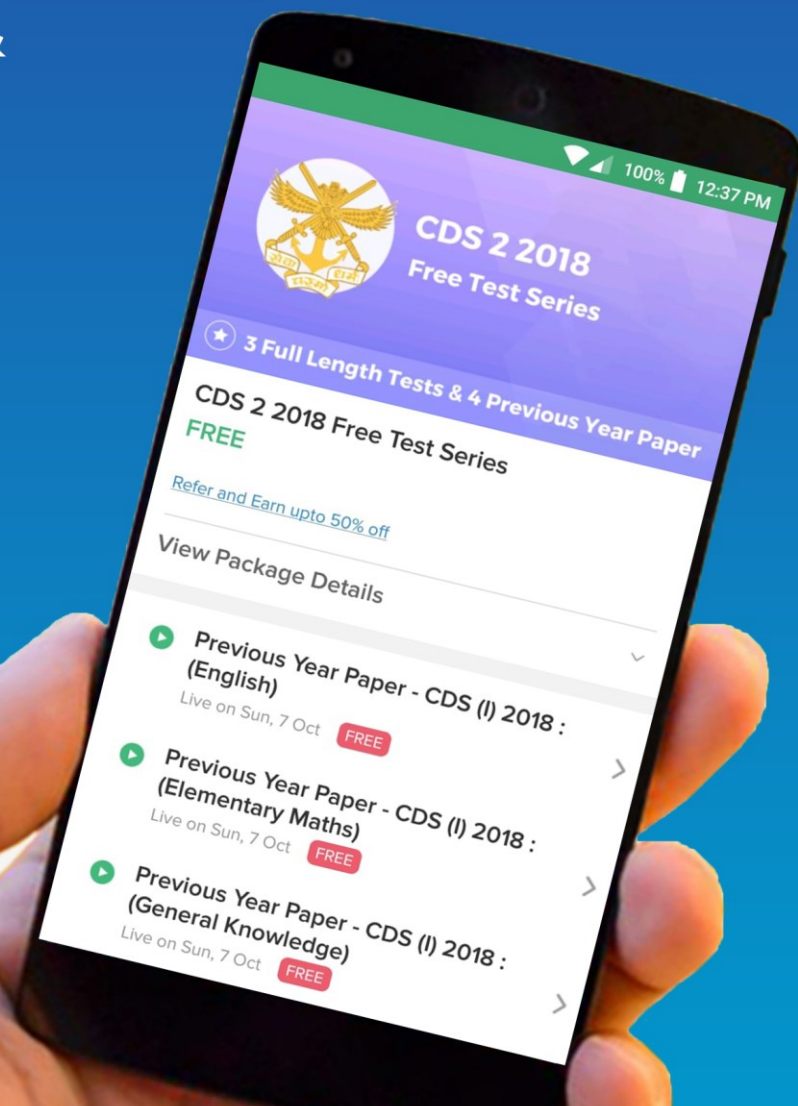 &
100% 12:37 PM
CDS 2 2018
Free Test Series
सेवा धर्म
3 Full Length Tests & 4 Previous Year Paper
CDS 2 2018 Free Test Series
FREE
Refer and Earn upto 50% off
View Package Details
Previous Year Paper - CDS (I) 2018 :
(English)
Live on Sun, 7 Oct FREE
Previous Year Paper - CDS (I) 2018 :
(Elementary Maths)
Live on Sun, 7 Oct FREE
Previous Year Paper - CDS (I) 2018 :
(General Knowledge)
Live on Sun, 7 Oct FREE